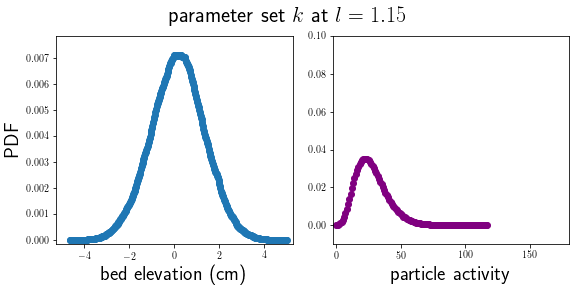 parameter set k at l = 1.15
PDF
0.007
0.006
0.005
0.004
0.003
0.002
0.001
0.000
−4 −2 0 2 4
bed elevation (cm)
0.10
0.08
0.06
0.04
0.02
0.00
0 50 100 150
particle activity